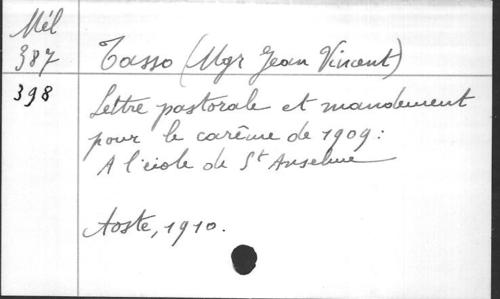 Mél
387 Tasso (Mgr Jean Vincent)
398 Lettre pastorale et mandement
pour le carême de 1909:
A l'école de St Anselme
Aoste, 1910.